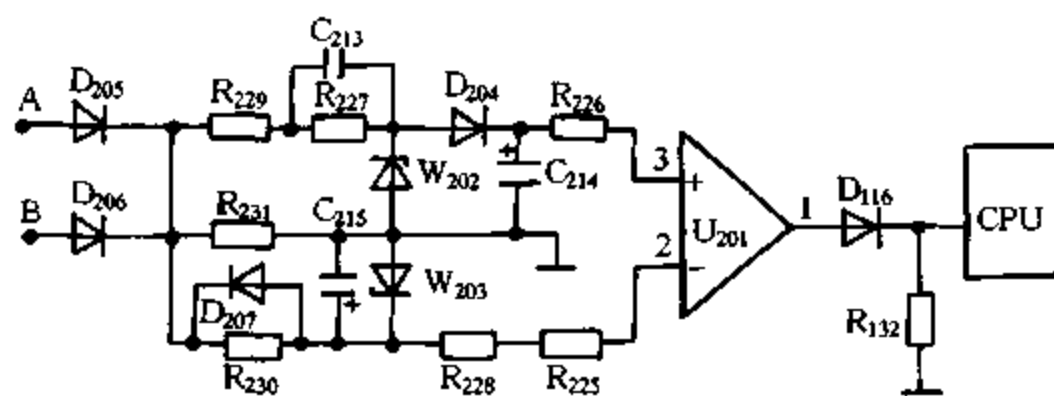 C213
D205
D204
A
R229
R227
R226
3
+
W202
C214
D206
+
D116
B
R231
C215
1
CPU
U201
2
−
W203
+
D207
R132
R230
R228
R225